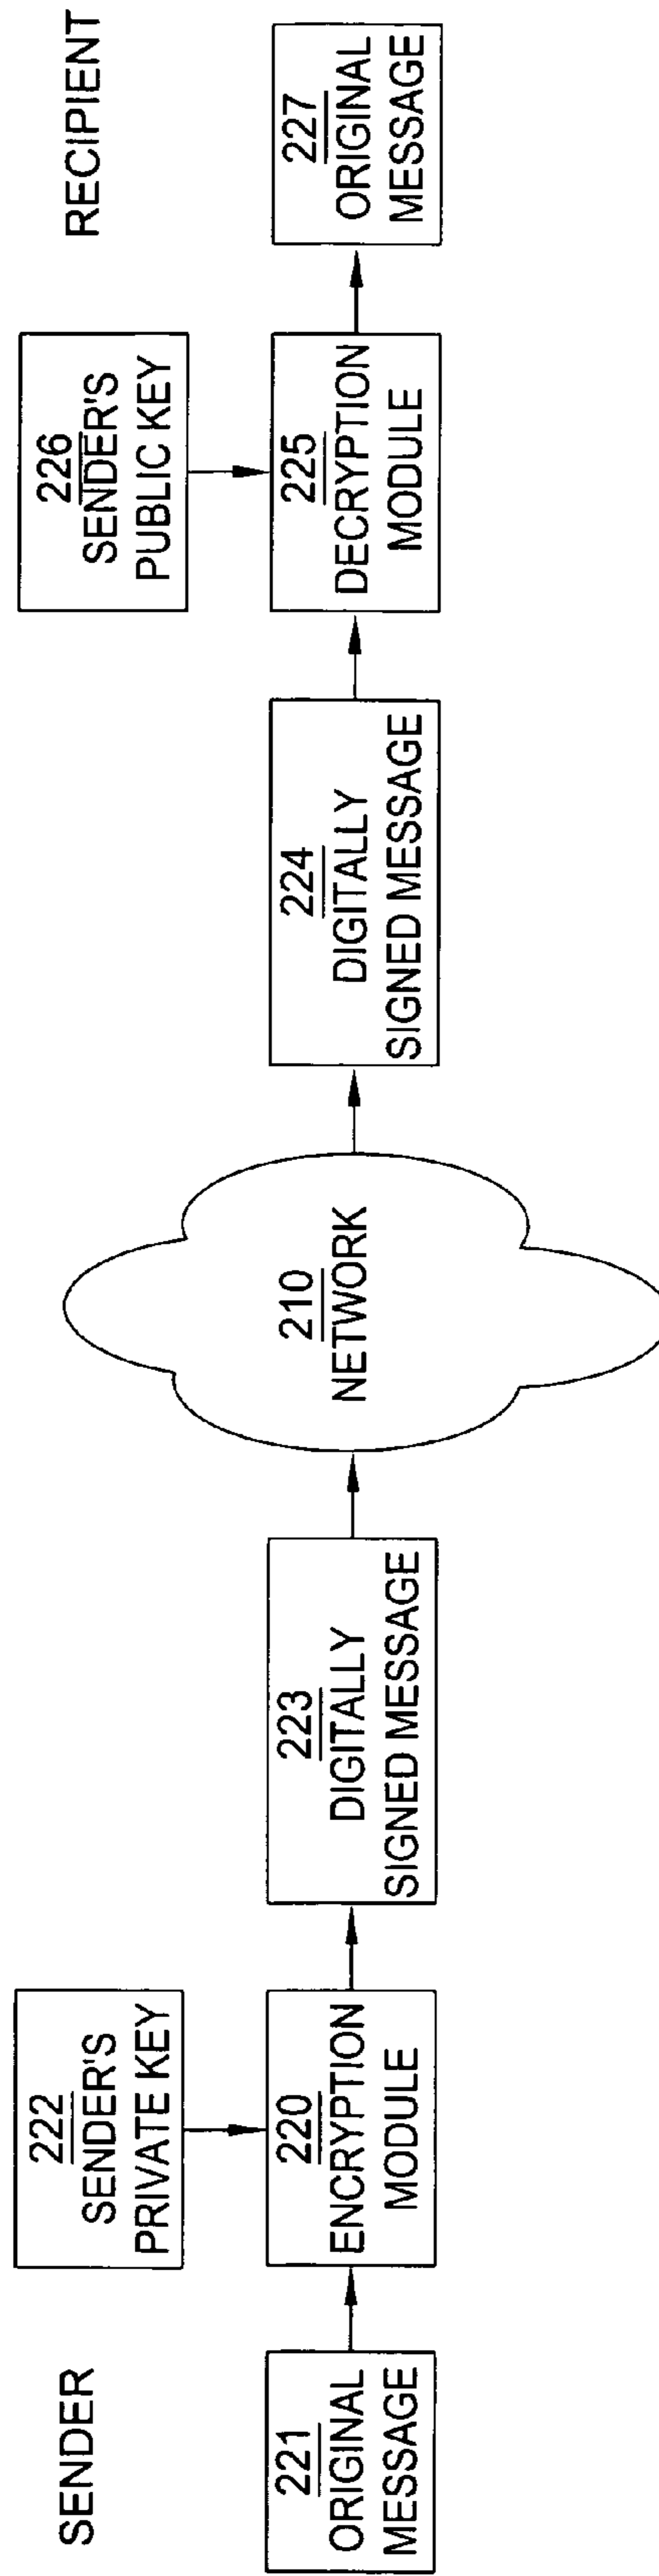 SENDER
221
ORIGINAL
MESSAGE
222
SENDER'S
PRIVATE KEY
220
ENCRYPTION
MODULE
223
DIGITALLY
SIGNED MESSAGE
210
NETWORK
224
DIGITALLY
SIGNED MESSAGE
226
SENDER'S
PUBLIC KEY
225
DECRYPTION
MODULE
RECIPIENT
227
ORIGINAL
MESSAGE